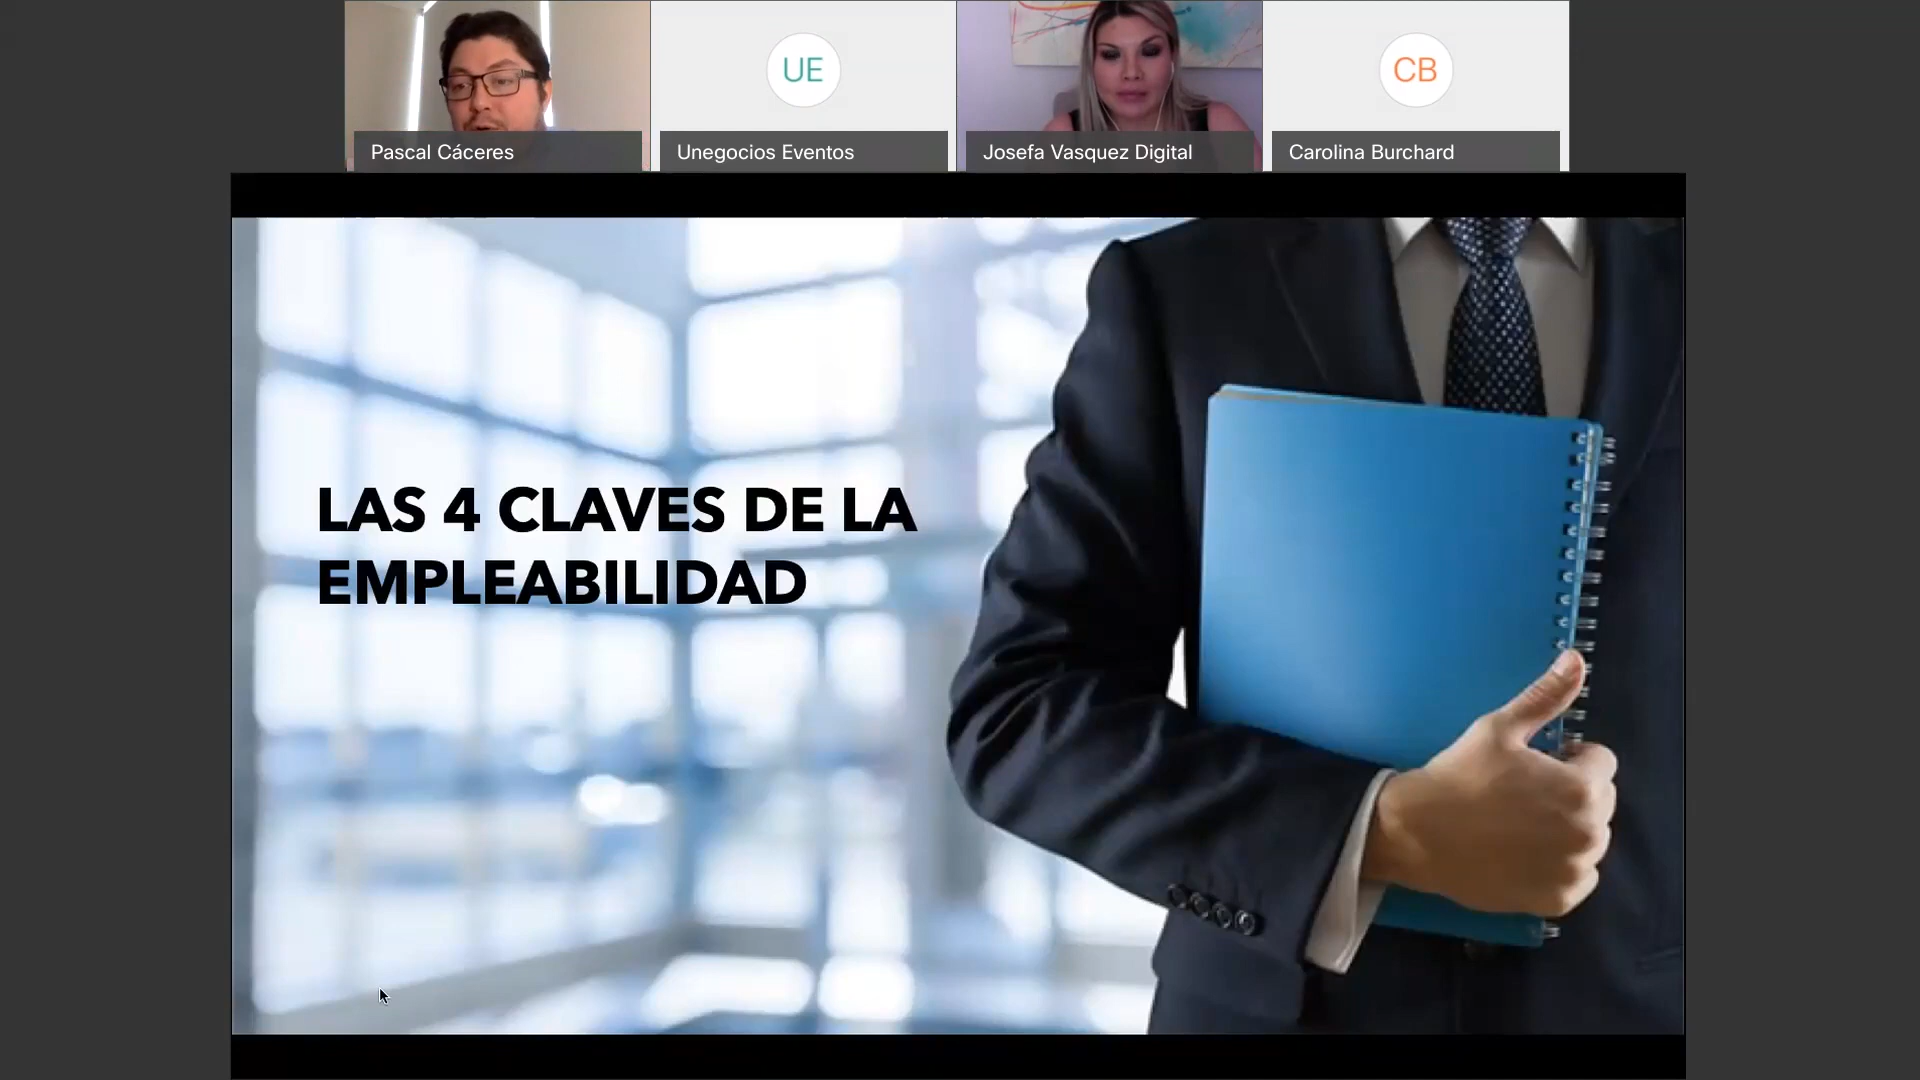 UE
CB
Pascal Cáceres
Unegocios Eventos
Josefa Vasquez Digital
Carolina Burchard
LAS 4 CLAVES DE LA
EMPLEABILIDAD